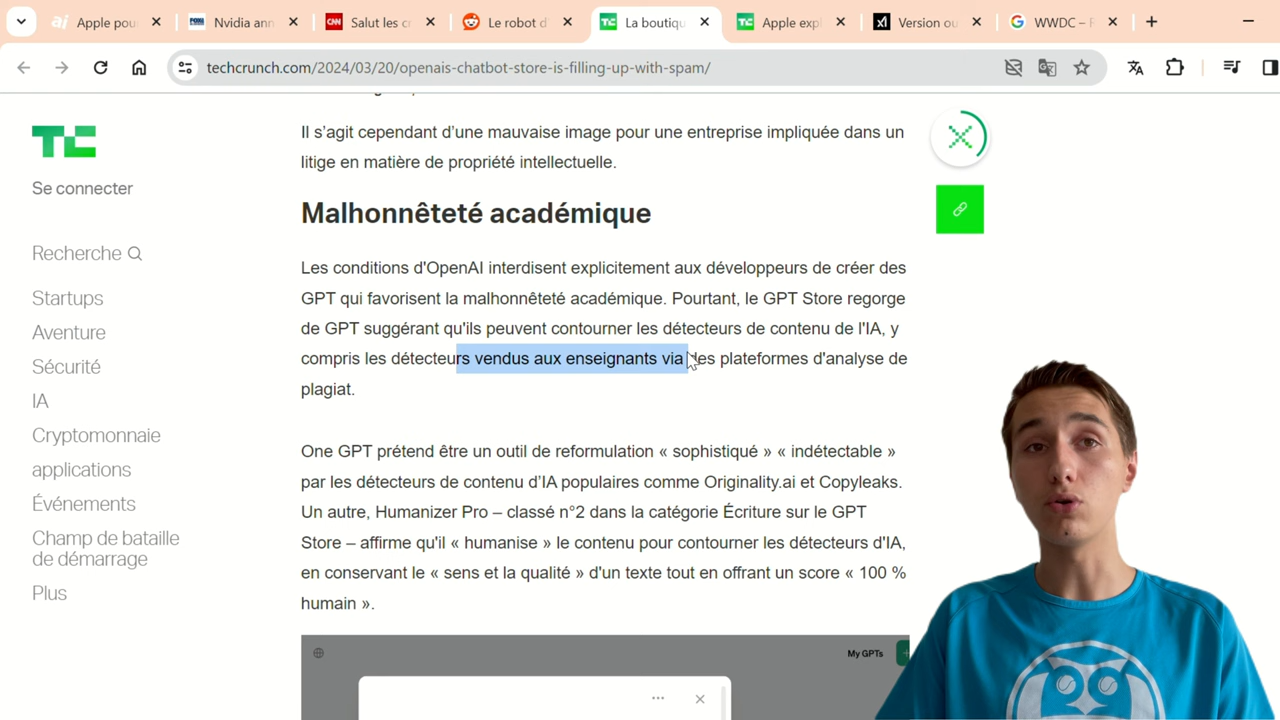 Apple pou
Nvidia ann
Salut les cr
Le robot d'
La boutiqu
Apple expl
Version ou
WWDC – R
techcrunch.com/2024/03/20/openais-chatbot-store-is-filling-up-with-spam/
Il s’agit cependant d’une mauvaise image pour une entreprise impliquée dans un
litige en matière de propriété intellectuelle.
TC
Se connecter
Recherche
Startups
Aventure
Sécurité
IA
Cryptomonnaie
applications
Événements
Champ de bataille
de démarrage
Plus
Malhonnêteté académique
Les conditions d'OpenAI interdisent explicitement aux développeurs de créer des
GPT qui favorisent la malhonnêteté académique. Pourtant, le GPT Store regorge
de GPT suggérant qu'ils peuvent contourner les détecteurs de contenu de l'IA, y
compris les détecteurs vendus aux enseignants via des plateformes d'analyse de
plagiat.
One GPT prétend être un outil de reformulation « sophistiqué » « indétectable »
par les détecteurs de contenu d’IA populaires comme Originality.ai et Copyleaks.
Un autre, Humanizer Pro – classé n°2 dans la catégorie Écriture sur le GPT
Store – affirme qu'il « humanise » le contenu pour contourner les détecteurs d'IA,
en conservant le « sens et la qualité » d'un texte tout en offrant un score « 100 %
humain ».
My GPTs